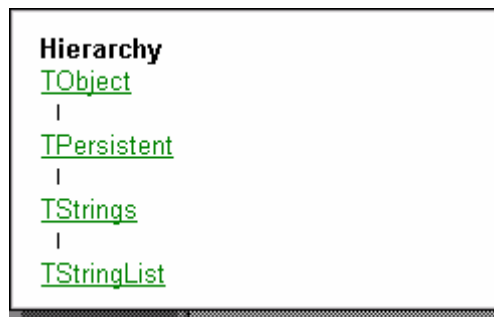 Hierarchy
TObject
|
TPersistent
|
TStrings
|
TStringList